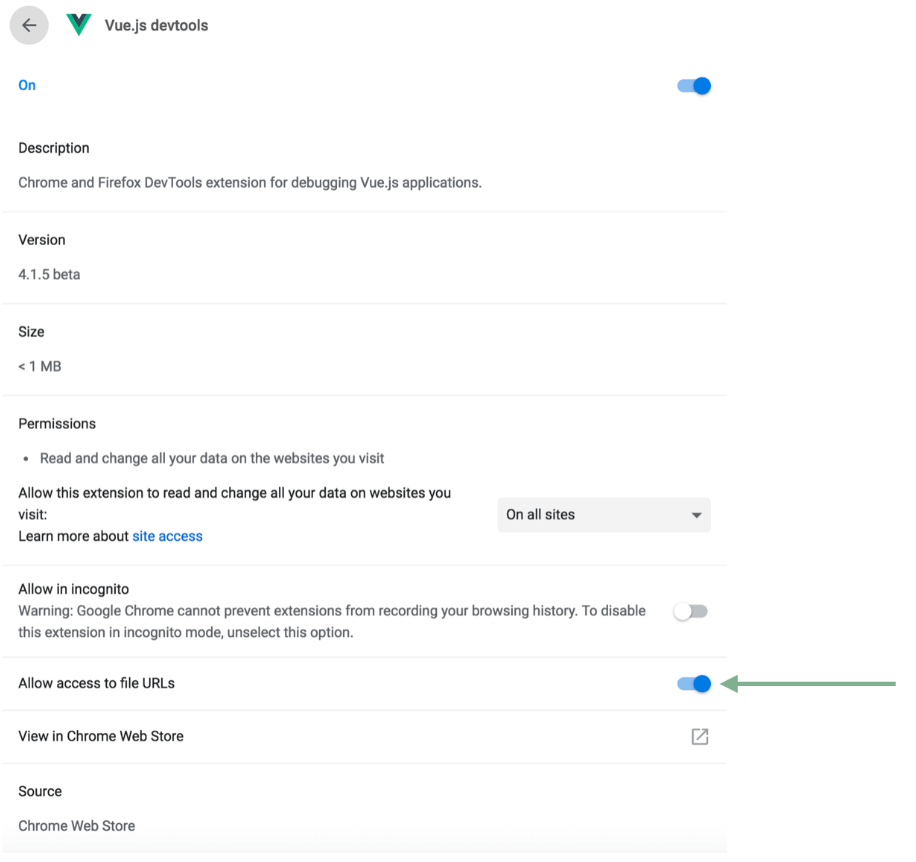 Vue.js devtools
On
Description
Chrome and Firefox DevTools extension for debugging Vue.js applications.
Version
4.1.5 beta
Size
< 1 MB
Permissions
• Read and change all your data on the websites you visit
Allow this extension to read and change all your data on websites you
visit:
On all sites
Learn more about site access
Allow in incognito
Warning: Google Chrome cannot prevent extensions from recording your browsing history. To disable
this extension in incognito mode, unselect this option.
Allow access to file URLs
View in Chrome Web Store
Source
Chrome Web Store